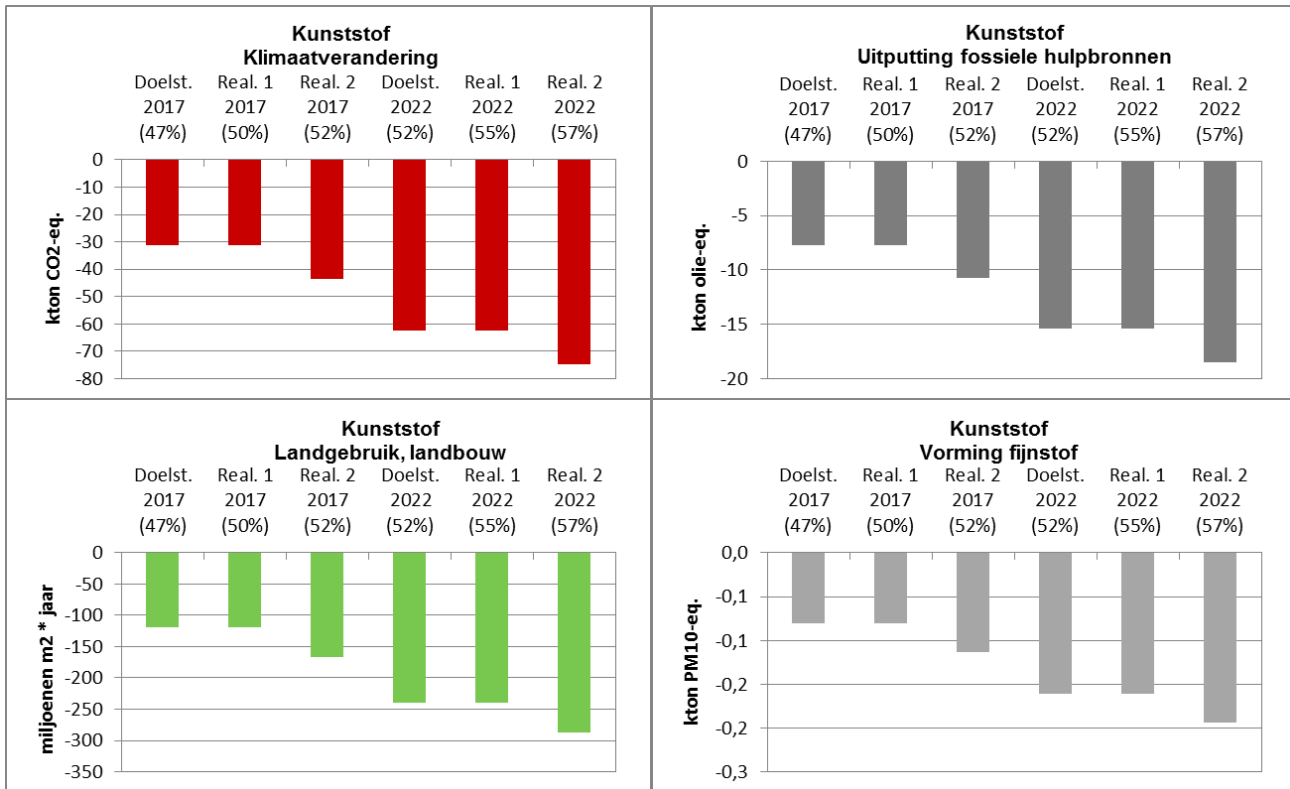 Kunststof
Klimaatverandering
Doelst. Real. 1 Real. 2 Doelst. Real. 1 Real. 2
2017 2017 2017 2022 2022 2022
(47%) (50%) (52%) (52%) (55%) (57%)
kton CO2-eq.
0
-10
-20
-30
-40
-50
-60
-70
-80
Kunststof
Uitputting fossiele hulpbronnen
Doelst. Real. 1 Real. 2 Doelst. Real. 1 Real. 2
2017 2017 2017 2022 2022 2022
(47%) (50%) (52%) (52%) (55%) (57%)
kton olie-eq.
0
-5
-10
-15
-20
Kunststof
Landgebruik, landbouw
Doelst. Real. 1 Real. 2 Doelst. Real. 1 Real. 2
2017 2017 2017 2022 2022 2022
(47%) (50%) (52%) (52%) (55%) (57%)
miljoenen m2 * jaar
0
-50
-100
-150
-200
-250
-300
-350
Kunststof
Vorming fijnstof
Doelst. Real. 1 Real. 2 Doelst. Real. 1 Real. 2
2017 2017 2017 2022 2022 2022
(47%) (50%) (52%) (52%) (55%) (57%)
kton PM10-eq.
0,0
-0,1
-0,1
-0,2
-0,2
-0,3